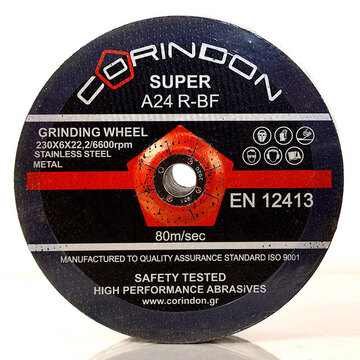 CORINDON
SUPER
A24 R-BF
GRINDING WHEEL
230X6X22,2/6600rpm
STAINLESS STEEL
METAL
EN 12413
80m/sec
MANUFACTURED TO QUALITY ASSURANCE STANDARD ISO 9001
SAFETY TESTED
HIGH PERFORMANCE ABRASIVES
www.corindon.gr